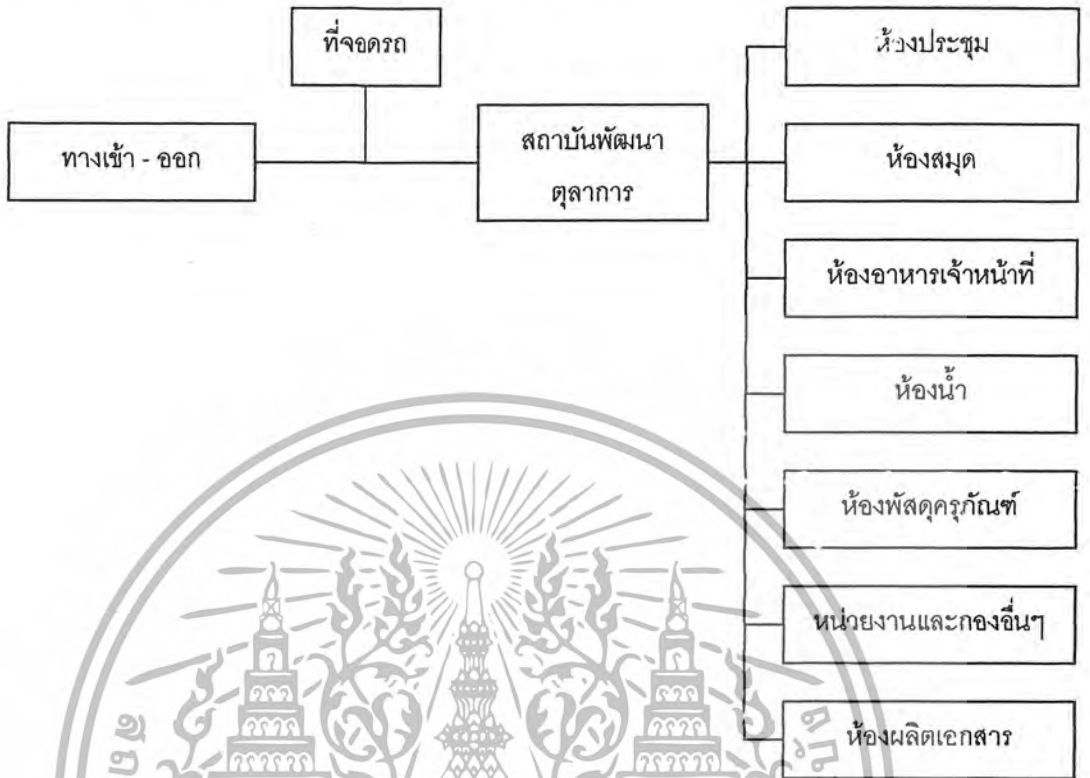 ที่จอดรถ
ทางเข้า - ออก
สถาบันพัฒนา
ตุลาการ
ห้องประชุม
ห้องสมุด
ห้องอาหารเจ้าหน้าที่
ห้องน้ำ
ห้องพัสดุครุภัณฑ์
หน่วยงานและกองอื่นๆ
ห้องผลิตเอกสาร